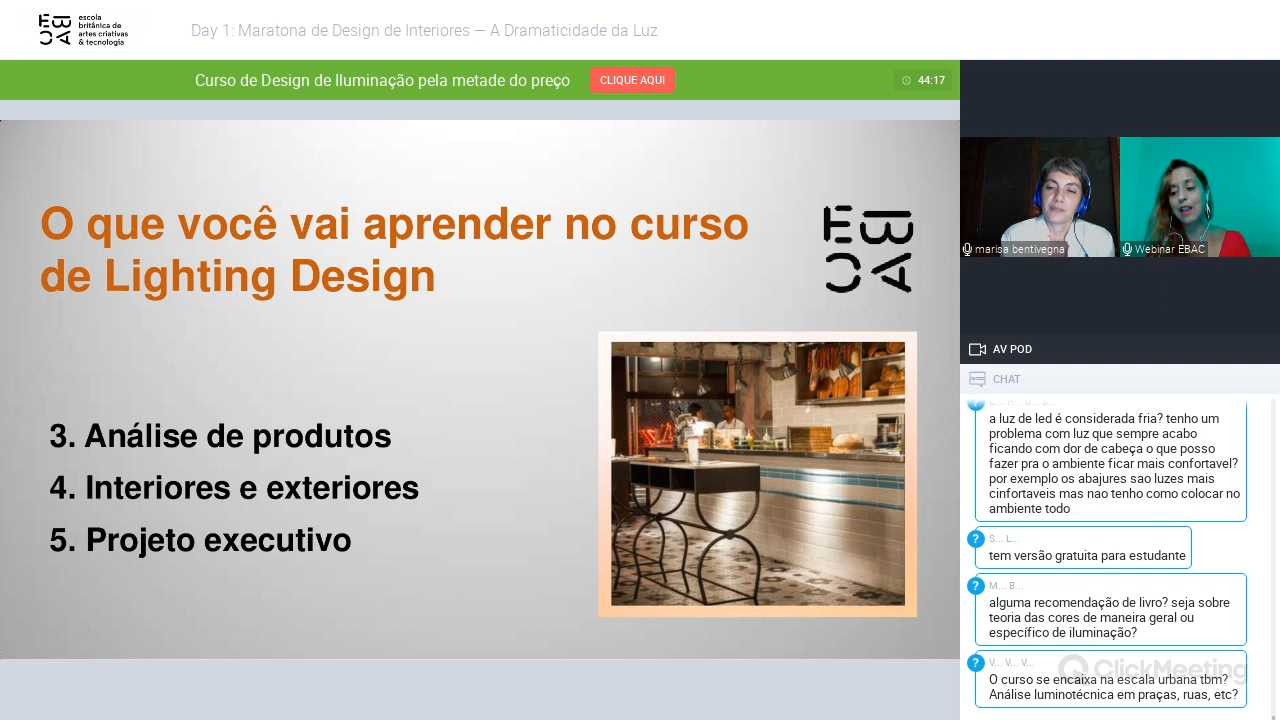 escola
britânica de
artes criativas
& tecnologia
Day 1: Maratona de Design de Interiores — A Dramaticidade da Luz
Curso de Design de Iluminação pela metade do preço
CLIQUE AQUI
44:17
O que você vai aprender no curso
de Lighting Design
EBAC
3. Análise de produtos
4. Interiores e exteriores
5. Projeto executivo
marisa bentivegna
Webinar EBAC
AV POD
CHAT
a luz de led é considerada fria? tenho um
problema com luz que sempre acabo
ficando com dor de cabeça o que posso
fazer pra o ambiente ficar mais confortavel?
por exemplo os abajures sao luzes mais
cinfortaveis mas nao tenho como colocar no
ambiente todo
S... L...
tem versão gratuita para estudante
M... B...
alguma recomendação de livro? seja sobre
teoria das cores de maneira geral ou
específico de iluminação?
V... V... V...
O curso se encaixa na escala urbana tbm?
Análise luminotécnica em praças, ruas, etc?
ClickMeeting